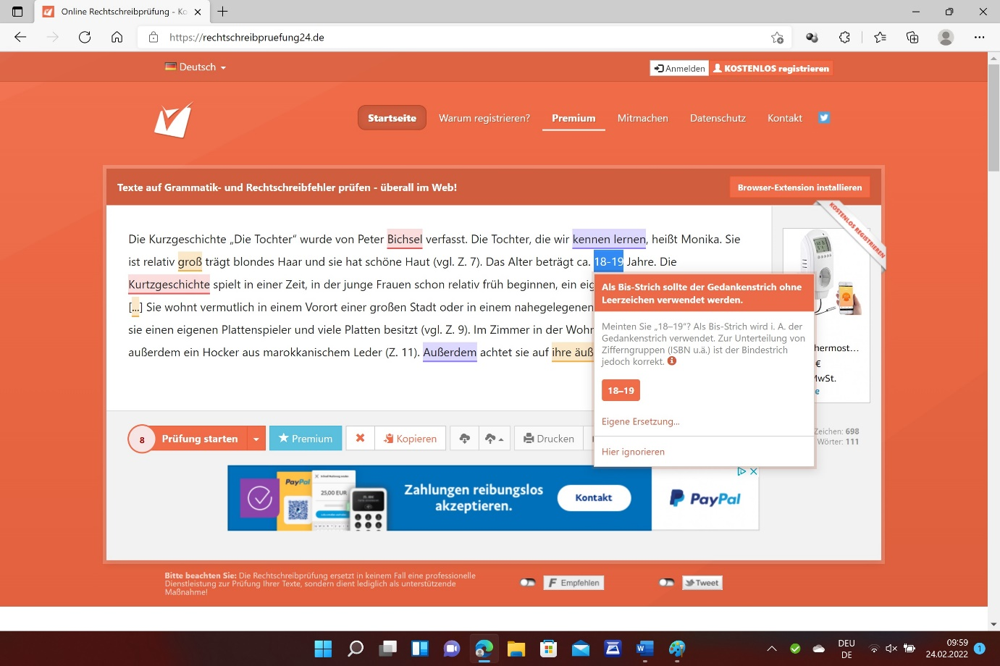 Online Rechtschreibprüfung - Ko
https://rechtschreibpruefung24.de
Deutsch
Anmelden
KOSTENLOS registrieren
Startseite
Warum registrieren?
Premium
Mitmachen
Datenschutz
Kontakt
Texte auf Grammatik- und Rechtschreibfehler prüfen - überall im Web!
Browser-Extension installieren
KOSTENLOS REGISTRIEREN
Die Kurzgeschichte „Die Tochter“ wurde von Peter Bichsel verfasst. Die Tochter, die wir kennen lernen, heißt Monika. Sie
ist relativ groß trägt blondes Haar und sie hat schöne Haut (vgl. Z. 7). Das Alter beträgt ca. 18-19 Jahre. Die
Kurtzgeschichte spielt in einer Zeit, in der junge Frauen schon relativ früh beginnen, ein eig
[...] Sie wohnt vermutlich in einem Vorort einer großen Stadt oder in einem nahegelegenen
sie einen eigenen Plattenspieler und viele Platten besitzt (vgl. Z. 9). Im Zimmer in der Wohn
außerdem ein Hocker aus marokkanischem Leder (Z. 11). Außerdem achtet sie auf ihre äuß
Als Bis-Strich sollte der Gedankenstrich ohne
Leerzeichen verwendet werden.
Meinten Sie „18–19“? Als Bis-Strich wird i. A. der
Gedankenstrich verwendet. Zur Unterteilung von
Zifferngruppen (ISBN u.ä.) ist der Bindestrich
jedoch korrekt.
18–19
Eigene Ersetzung...
Hier ignorieren
hermost...
€
MwSt.
e
8
Prüfung starten
Premium
Kopieren
Drucken
Zeichen: 698
Wörter: 111
PayPal
25,00 EUR
Zahlungen reibungslos
akzeptieren.
Kontakt
PayPal
Bitte beachten Sie: Die Rechtschreibprüfung ersetzt in keinem Fall eine professionelle
Dienstleistung zur Prüfung Ihrer Texte, sondern dient lediglich als unterstützende
Maßnahme!
Empfehlen
Tweet
DEU
DE
09:59
24.02.2022
1